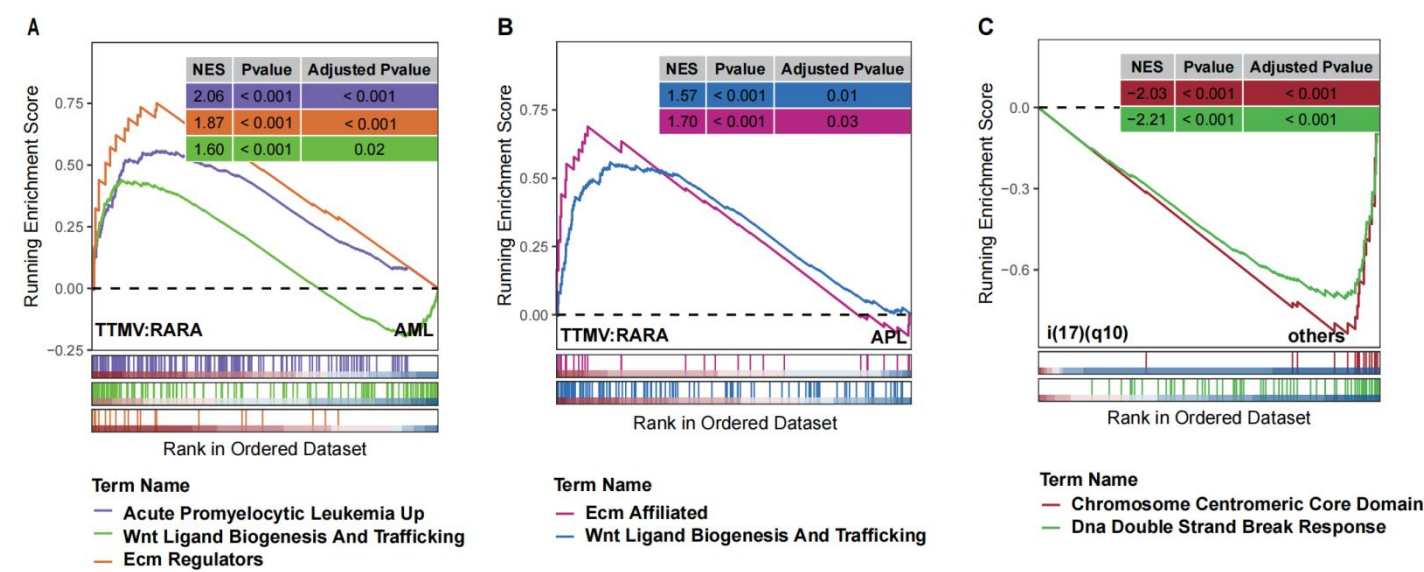 A
NES Pvalue Adjusted Pvalue
2.06 < 0.001 < 0.001
1.87 < 0.001 < 0.001
1.60 < 0.001 0.02
Running Enrichment Score
0.75
0.50
0.25
0.00
−0.25
TTMV:RARA AML
Rank in Ordered Dataset
Term Name
Acute Promyelocytic Leukemia Up
Wnt Ligand Biogenesis And Trafficking
Ecm Regulators
B
NES Pvalue Adjusted Pvalue
1.57 < 0.001 0.01
1.70 < 0.001 0.03
Running Enrichment Score
0.75
0.50
0.25
0.00
TTMV:RARA APL
Rank in Ordered Dataset
Term Name
Ecm Affiliated
Wnt Ligand Biogenesis And Trafficking
C
NES Pvalue Adjusted Pvalue
−2.03 < 0.001 < 0.001
−2.21 < 0.001 < 0.001
Running Enrichment Score
0.0
−0.3
−0.6
i(17)(q10) others
Rank in Ordered Dataset
Term Name
Chromosome Centromeric Core Domain
Dna Double Strand Break Response